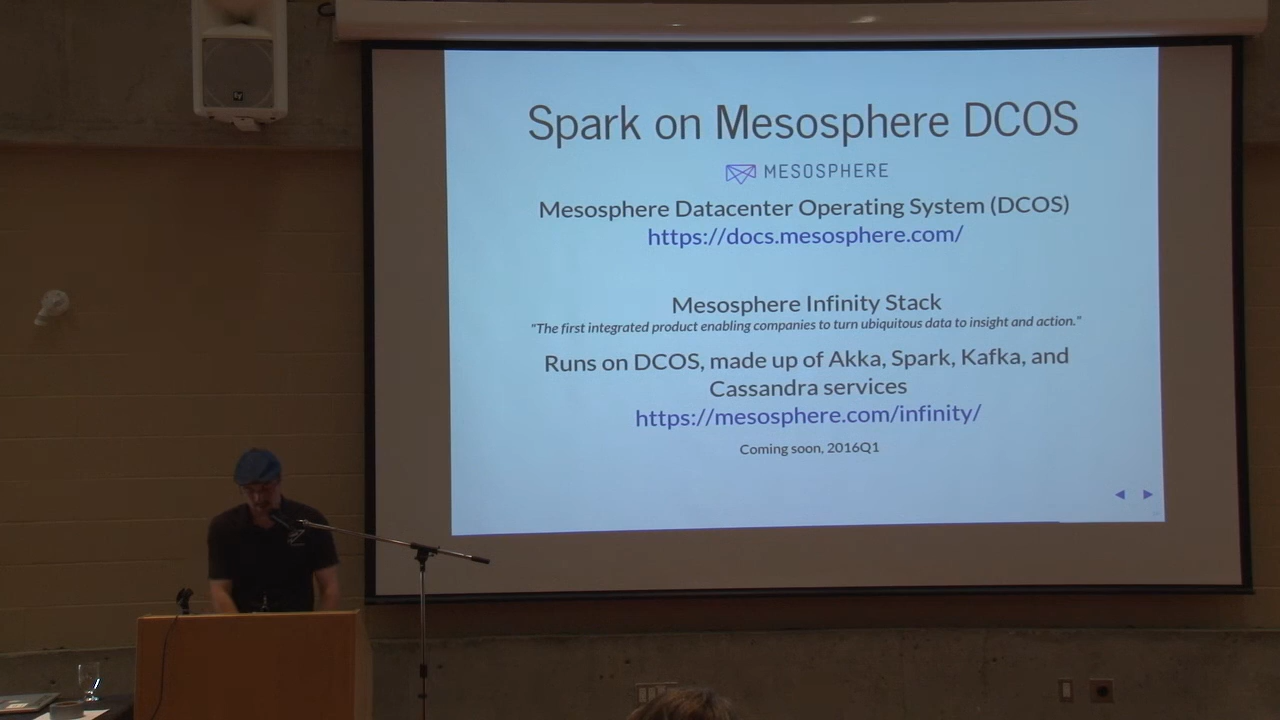 Spark on Mesosphere DCOS
MESOSPHERE
Mesosphere Datacenter Operating System (DCOS)
https://docs.mesosphere.com/
Mesosphere Infinity Stack
"The first integrated product enabling companies to turn ubiquitous data to insight and action."
Runs on DCOS, made up of Akka, Spark, Kafka, and
Cassandra services
https://mesosphere.com/infinity/
Coming soon, 2016Q1